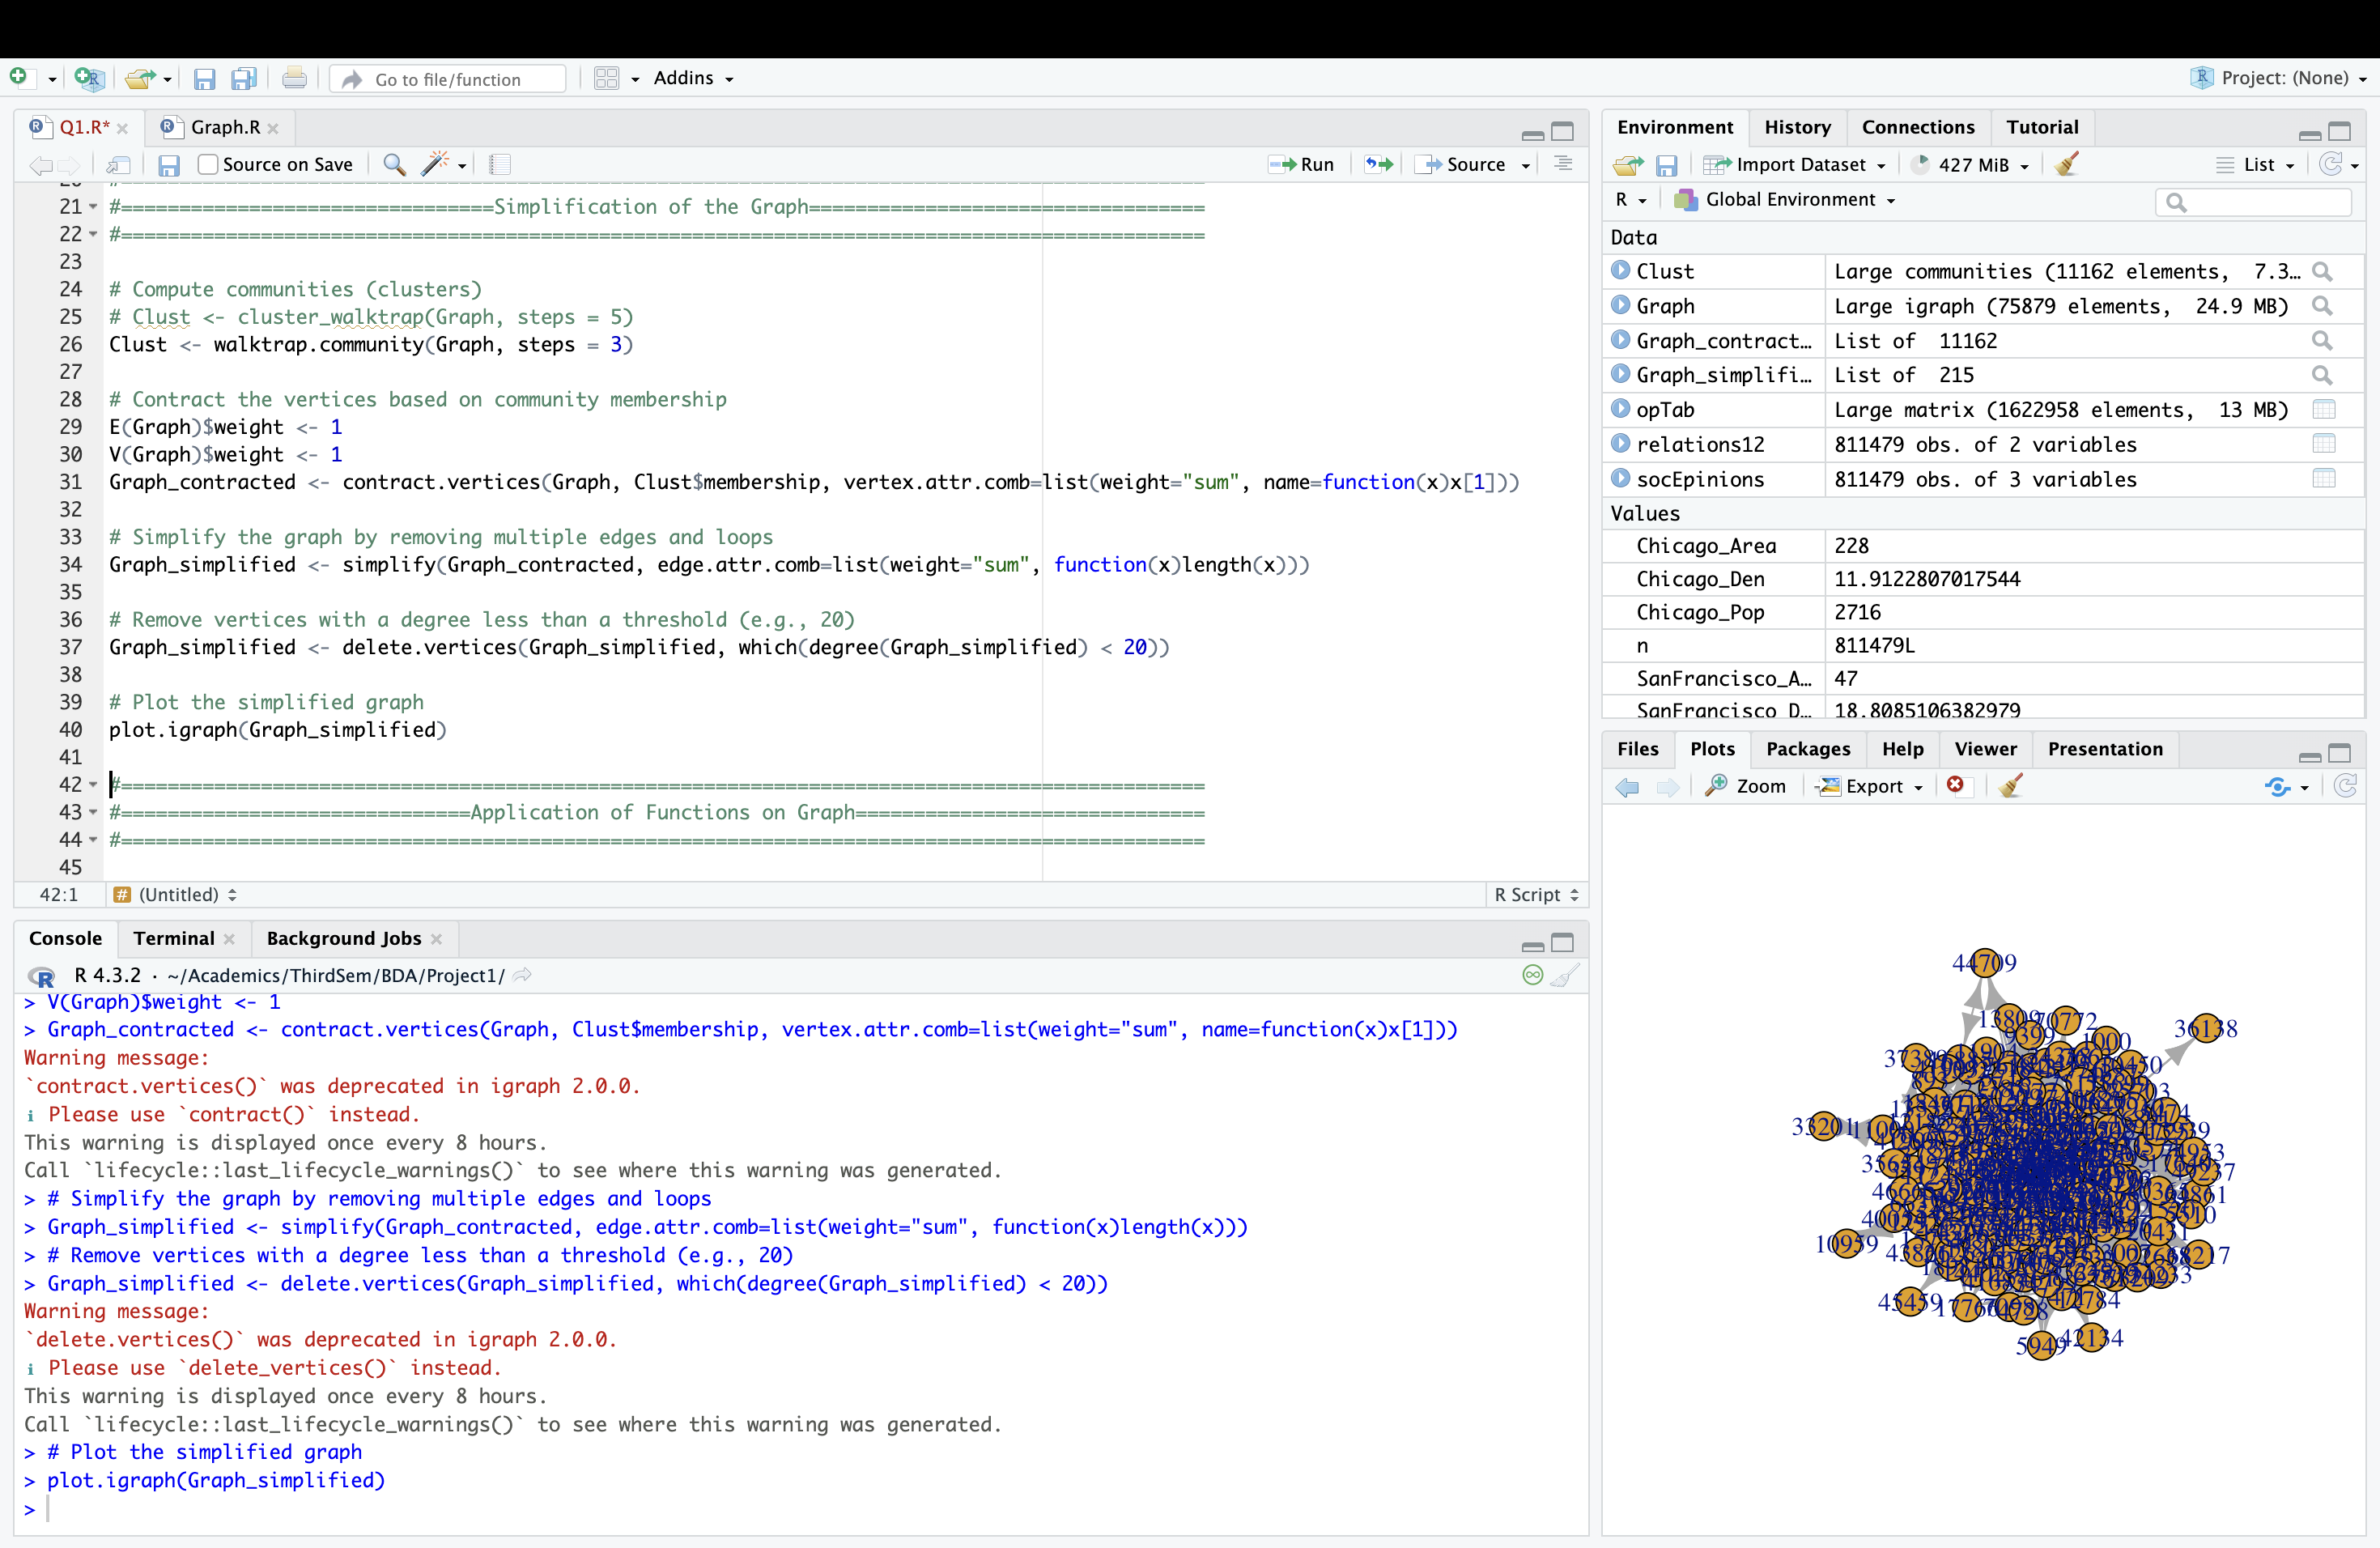 Go to file/function
Addins
Project: (None)
Q1.R*
Graph.R
Source on Save
Run
Source
21 #================================Simplification of the Graph==================================
22 #=============================================================================================
23
24 # Compute communities (clusters)
25 # Clust <- cluster_walktrap(Graph, steps = 5)
26 Clust <- walktrap.community(Graph, steps = 3)
27
28 # Contract the vertices based on community membership
29 E(Graph)$weight <- 1
30 V(Graph)$weight <- 1
31 Graph_contracted <- contract.vertices(Graph, Clust$membership, vertex.attr.comb=list(weight="sum", name=function(x)x[1]))
32
33 # Simplify the graph by removing multiple edges and loops
34 Graph_simplified <- simplify(Graph_contracted, edge.attr.comb=list(weight="sum", function(x)length(x)))
35
36 # Remove vertices with a degree less than a threshold (e.g., 20)
37 Graph_simplified <- delete.vertices(Graph_simplified, which(degree(Graph_simplified) < 20))
38
39 # Plot the simplified graph
40 plot.igraph(Graph_simplified)
41
42 #=============================================================================================
43 #==============================Application of Functions on Graph==============================
44 #=============================================================================================
45
42:1
# (Untitled)
R Script
Console
Terminal
Background Jobs
R 4.3.2 · ~/Academics/ThirdSem/BDA/Project1/
> V(Graph)$weight <- 1
> Graph_contracted <- contract.vertices(Graph, Clust$membership, vertex.attr.comb=list(weight="sum", name=function(x)x[1]))
Warning message:
`contract.vertices()` was deprecated in igraph 2.0.0.
ℹ Please use `contract()` instead.
This warning is displayed once every 8 hours.
Call `lifecycle::last_lifecycle_warnings()` to see where this warning was generated.
> # Simplify the graph by removing multiple edges and loops
> Graph_simplified <- simplify(Graph_contracted, edge.attr.comb=list(weight="sum", function(x)length(x)))
> # Remove vertices with a degree less than a threshold (e.g., 20)
> Graph_simplified <- delete.vertices(Graph_simplified, which(degree(Graph_simplified) < 20))
Warning message:
`delete.vertices()` was deprecated in igraph 2.0.0.
ℹ Please use `delete_vertices()` instead.
This warning is displayed once every 8 hours.
Call `lifecycle::last_lifecycle_warnings()` to see where this warning was generated.
> # Plot the simplified graph
> plot.igraph(Graph_simplified)
>
Environment
History
Connections
Tutorial
Import Dataset
427 MiB
List
R
Global Environment
Data
Clust Large communities (11162 elements, 7.3…
Graph Large igraph (75879 elements, 24.9 MB)
Graph_contract… List of 11162
Graph_simplifi… List of 215
opTab Large matrix (1622958 elements, 13 MB)
relations12 811479 obs. of 2 variables
socEpinions 811479 obs. of 3 variables
Values
Chicago_Area 228
Chicago_Den 11.9122807017544
Chicago_Pop 2716
n 811479L
SanFrancisco_A… 47
SanFrancisco_D… 18.8085106382979
Files
Plots
Packages
Help
Viewer
Presentation
Zoom
Export
44709
36138
33201
10959
45459
42134